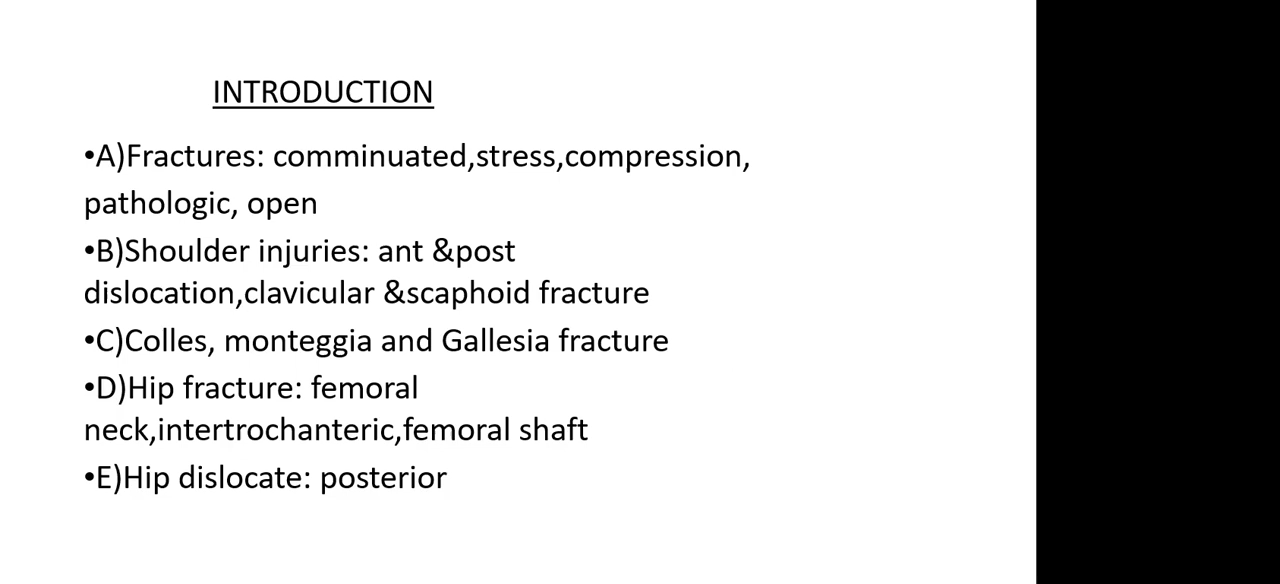 INTRODUCTION
•A)Fractures: comminuated,stress,compression,
pathologic, open
•B)Shoulder injuries: ant &post
dislocation,clavicular &scaphoid fracture
•C)Colles, monteggia and Gallesia fracture
•D)Hip fracture: femoral
neck,intertrochanteric,femoral shaft
•E)Hip dislocate: posterior